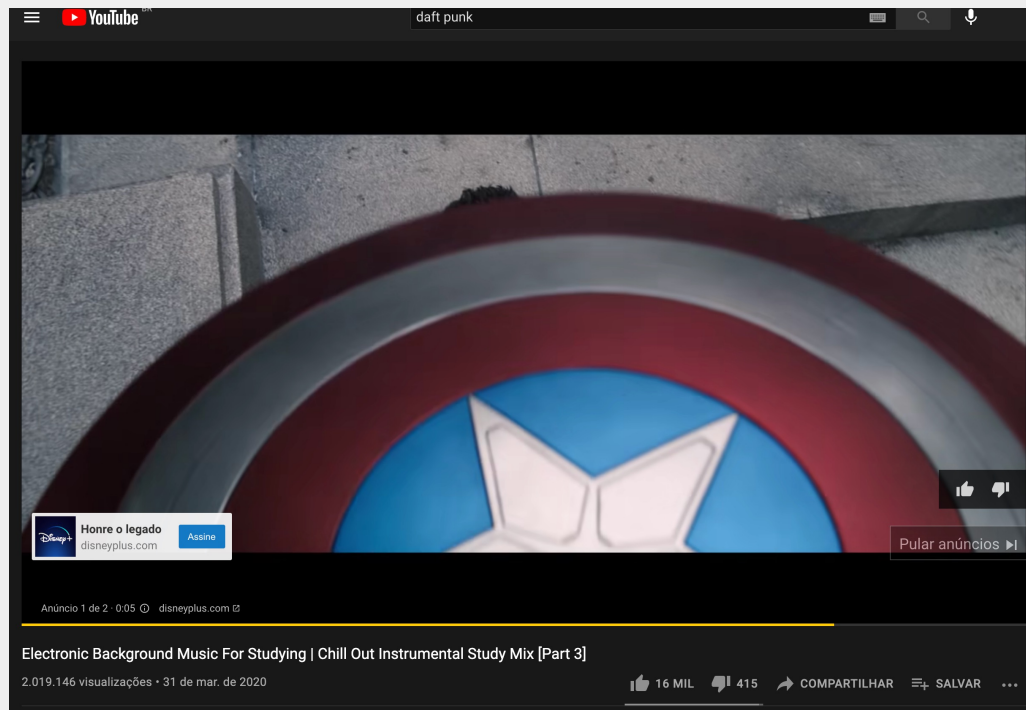 YouTube BR
daft punk
Disney+
Honre o legado
disneyplus.com
Assine
Pular anúncios
Anúncio 1 de 2 · 0:05 disneyplus.com
Electronic Background Music For Studying | Chill Out Instrumental Study Mix [Part 3]
2.019.146 visualizações • 31 de mar. de 2020
16 MIL 415 COMPARTILHAR SALVAR